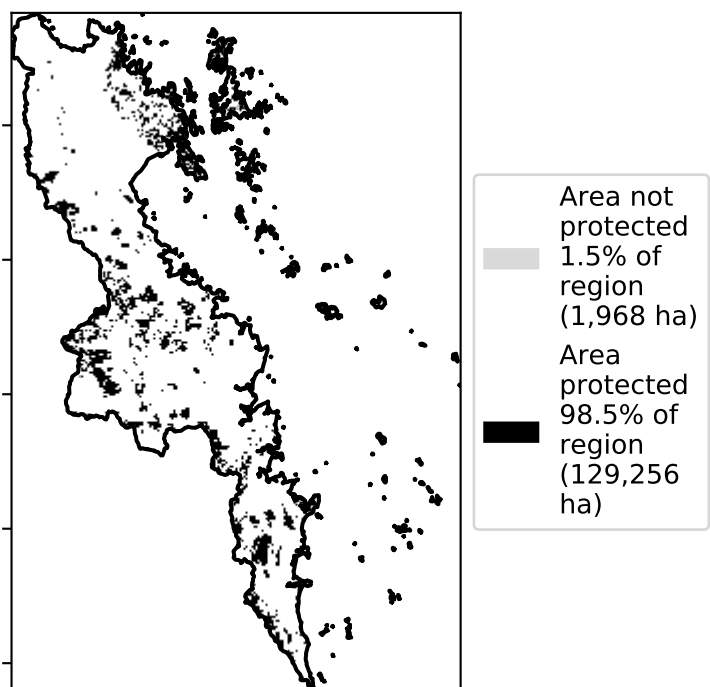 Area not
protected
1.5% of
region
(1,968 ha)
Area
protected
98.5% of
region
(129,256
ha)